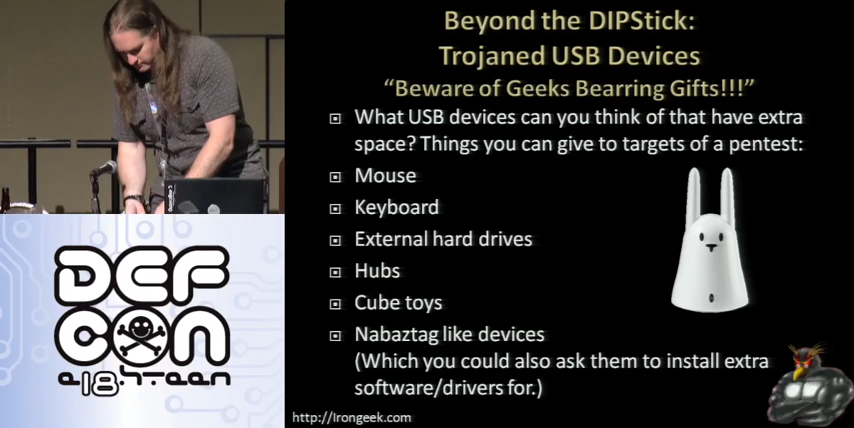 Beyond the DIPStick:
Trojaned USB Devices
“Beware of Geeks Bearring Gifts!!!”
What USB devices can you think of that have extra
space? Things you can give to targets of a pentest:
Mouse
Keyboard
External hard drives
Hubs
Cube toys
Nabaztag like devices
(Which you could also ask them to install extra
software/drivers for.)
http://Irongeek.com
DEF
CON
e18hteen